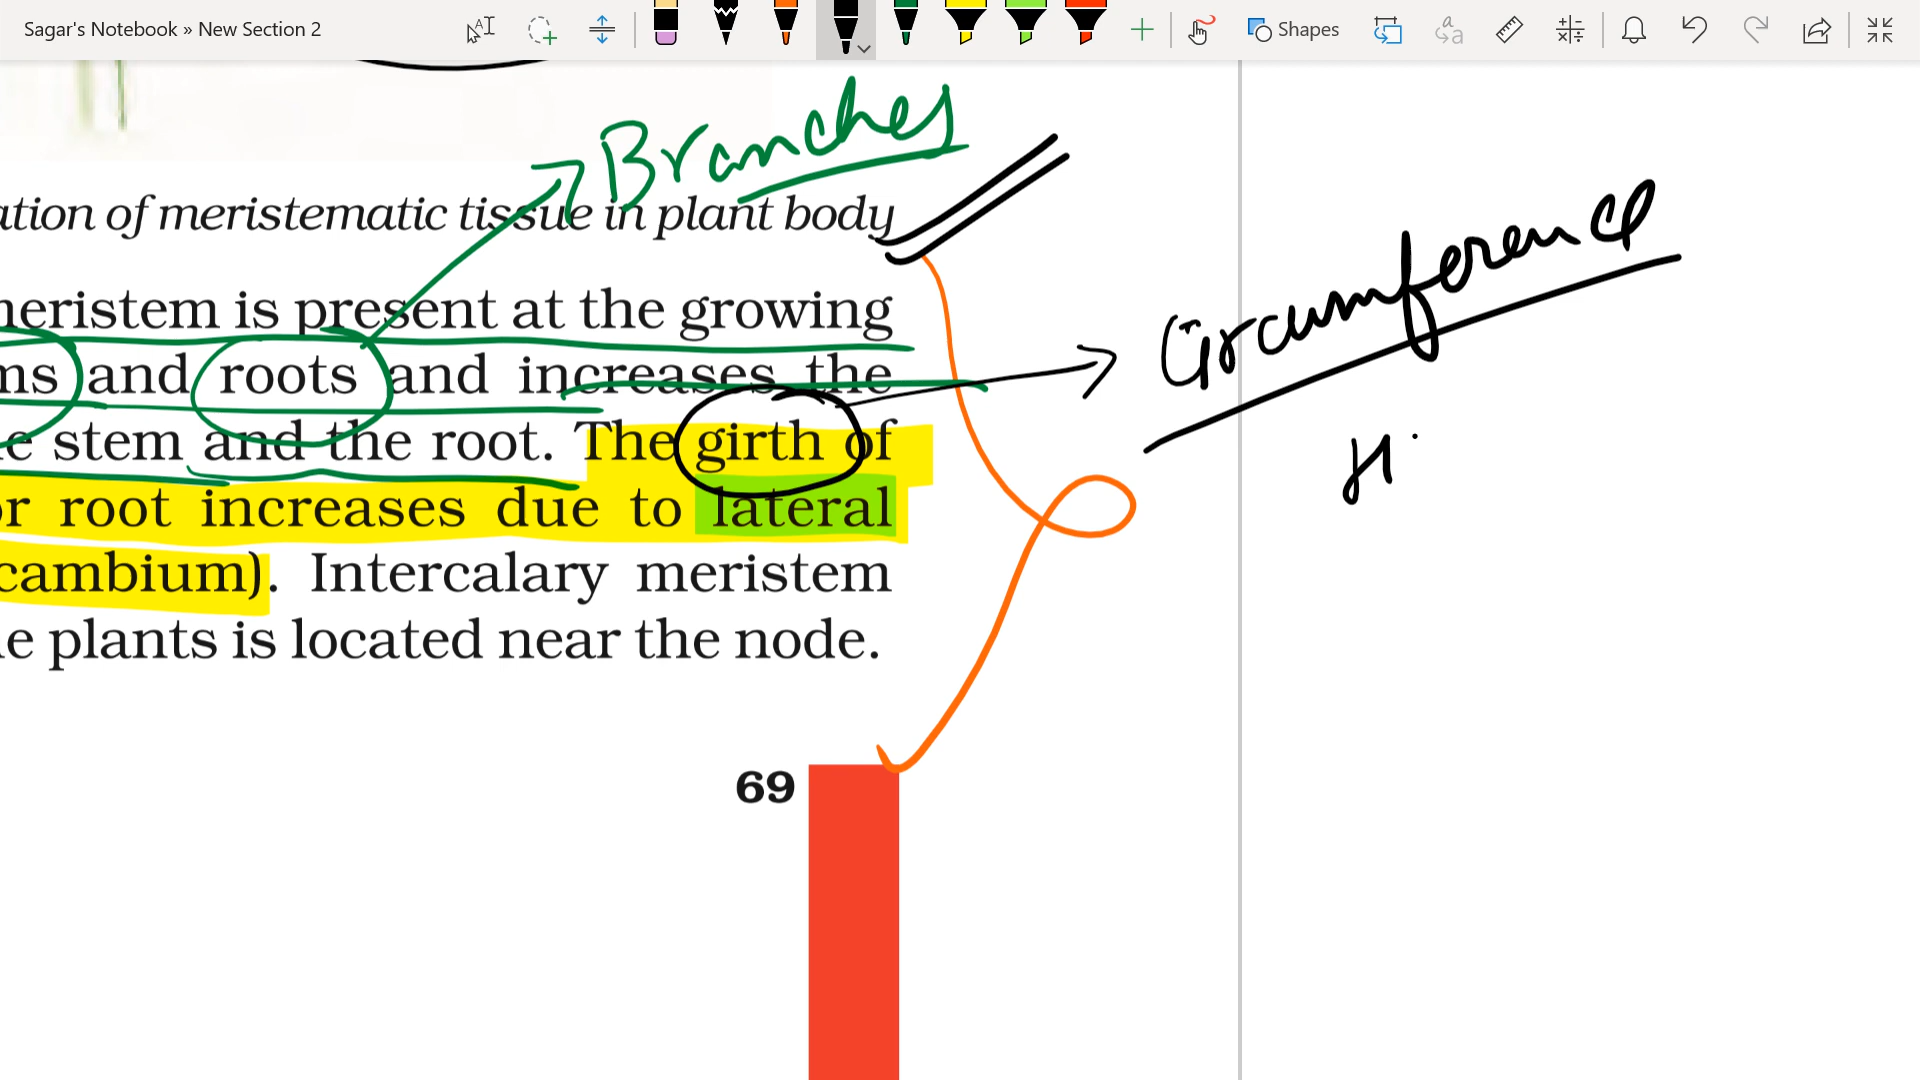 Sagar's Notebook » New Section 2
Shapes
Branches
ation of meristematic tissue in plant body
Circumference
meristem is present at the growing
ms and roots and increases the
e stem and the root. The girth of
H
or root increases due to lateral
cambium). Intercalary meristem
e plants is located near the node.
69